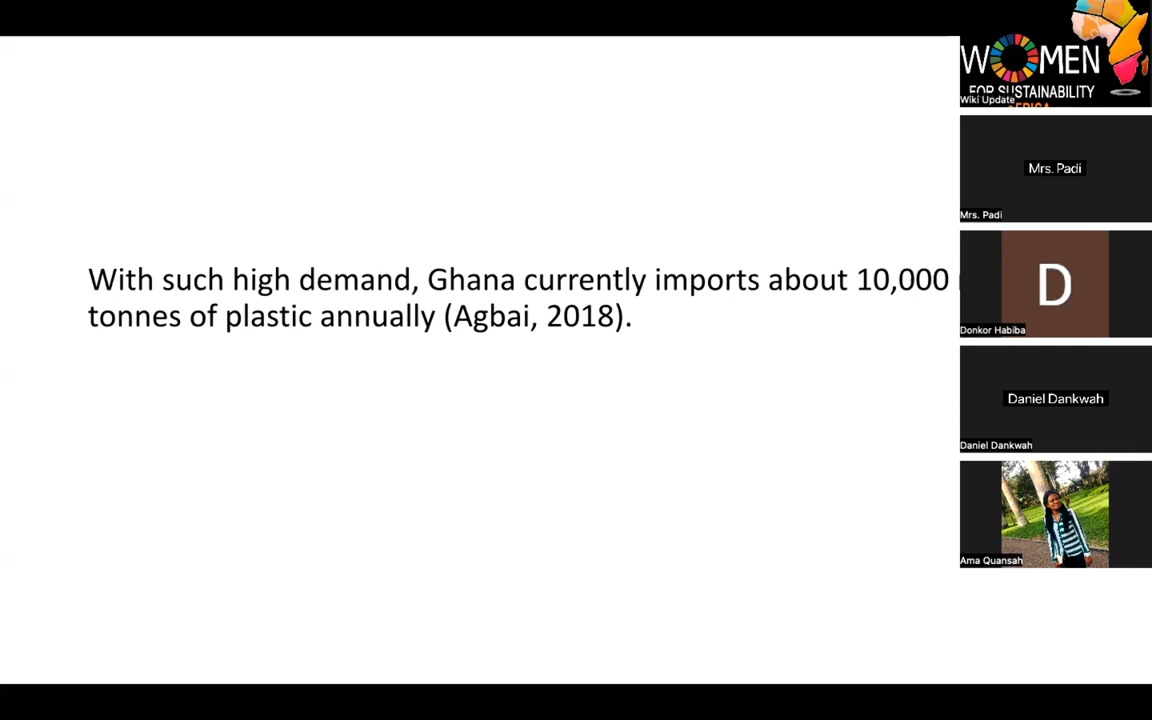 With such high demand, Ghana currently imports about 10,000
tonnes of plastic annually (Agbai, 2018).
WOMEN
FOR SUSTAINABILITY
AFRICA
Wiki Update
Mrs. Padi
Mrs. Padi
D
Donkor Habiba
Daniel Dankwah
Daniel Dankwah
Ama Quansah